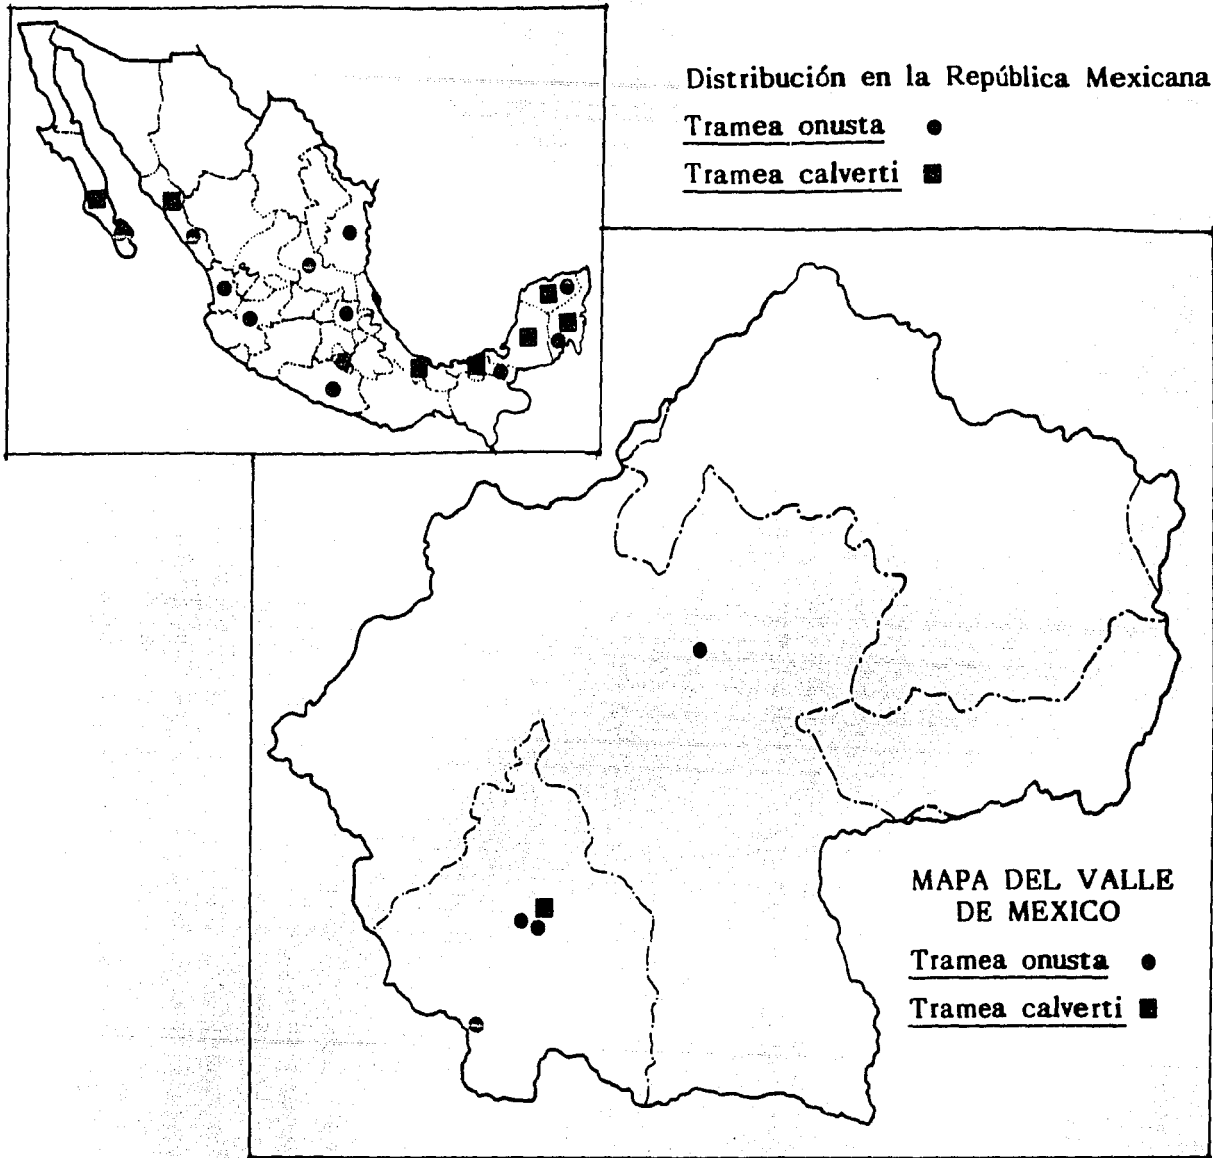 Distribución en la República Mexicana
Tramea onusta
Tramea calverti
MAPA DEL VALLE
DE MEXICO
Tramea onusta
Tramea calverti